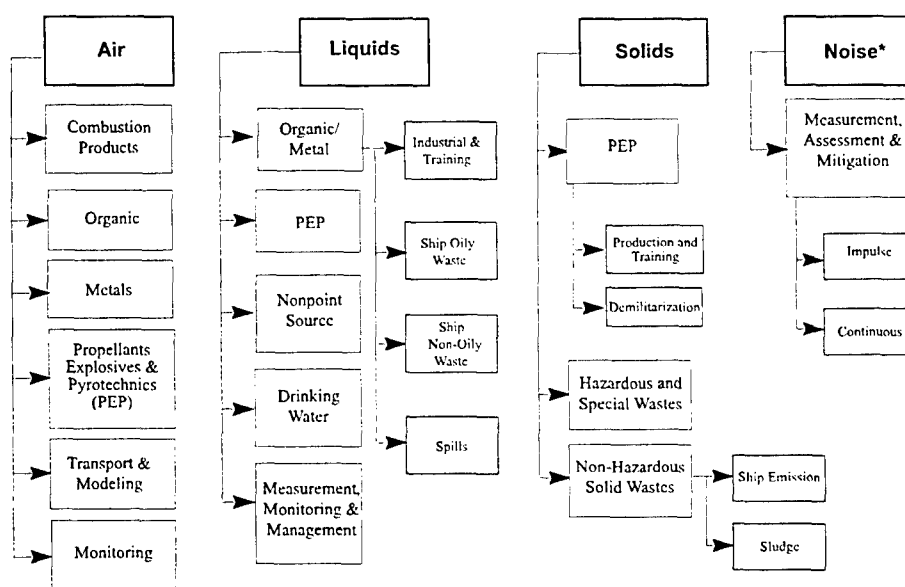 Air
Combustion
Products
Organic
Metals
Propellants
Explosives &
Pyrotechnics
(PEP)
Transport &
Modeling
Monitoring
Liquids
Organic/
Metal
Industrial &
Training
Ship Oily
Waste
Ship
Non-Oily
Waste
Spills
PEP
Nonpoint
Source
Drinking
Water
Measurement,
Monitoring &
Management
Solids
PEP
Production and
Training
Demilitarization
Hazardous and
Special Wastes
Non-Hazardous
Solid Wastes
Ship Emission
Sludge
Noise*
Measurement,
Assessment &
Mitigation
Impulse
Continuous